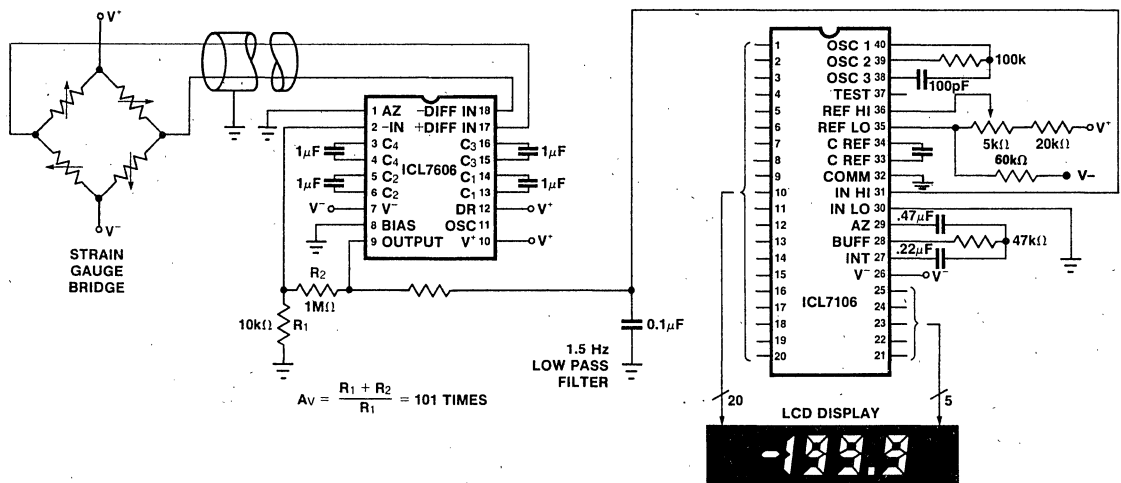 V+
V−
STRAIN
GAUGE
BRIDGE
ICL7606
1 AZ
2 −IN
3 C4
4 C4
5 C2
6 C2
7 V−
8 BIAS
9 OUTPUT
−DIFF IN 18
+DIFF IN 17
C3 16
C3 15
C1 14
C1 13
DR 12
OSC 11
V+ 10
1μF
1μF
1μF
1μF
V−
V+
V+
R2
1MΩ
10kΩ R1
0.1μF
1.5 Hz
LOW PASS
FILTER
AV = R1 + R2 / R1 = 101 TIMES
ICL7106
1
2
3
4
5
6
7
8
9
10
11
12
13
14
15
16
17
18
19
20
OSC 1 40
OSC 2 39
OSC 3 38
TEST 37
REF HI 36
REF LO 35
C REF 34
C REF 33
COMM 32
IN HI 31
IN LO 30
AZ 29
BUFF 28
INT 27
V− 26
25
24
23
22
21
100k
100pF
5kΩ
20kΩ
V+
60kΩ
V−
.47μF
47kΩ
.22μF
V−
20
5
LCD DISPLAY
-199.9